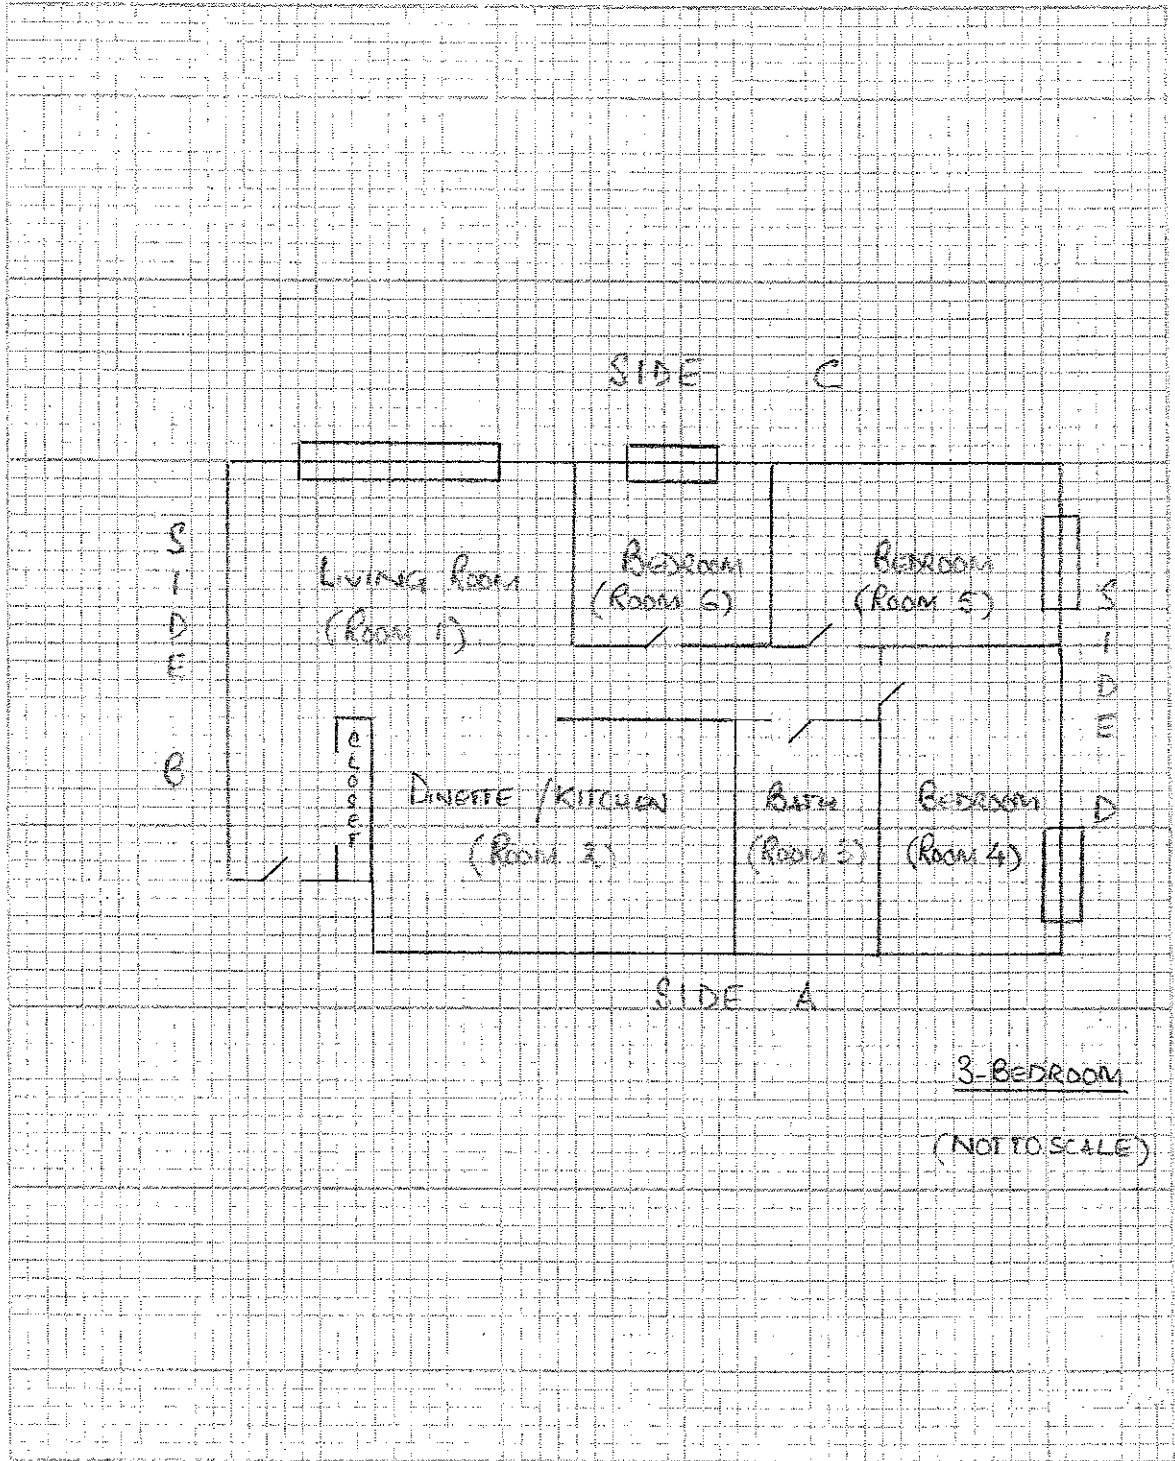 SIDE C
SIDE B
LIVING ROOM
(ROOM 1)
BEDROOM
(ROOM 6)
BEDROOM
(ROOM 5)
SIDE D
CLOSET
DINETTE / KITCHEN
(ROOM 2)
BATH
(ROOM 3)
BEDROOM
(ROOM 4)
SIDE A
3-BEDROOM
(NOT TO SCALE)